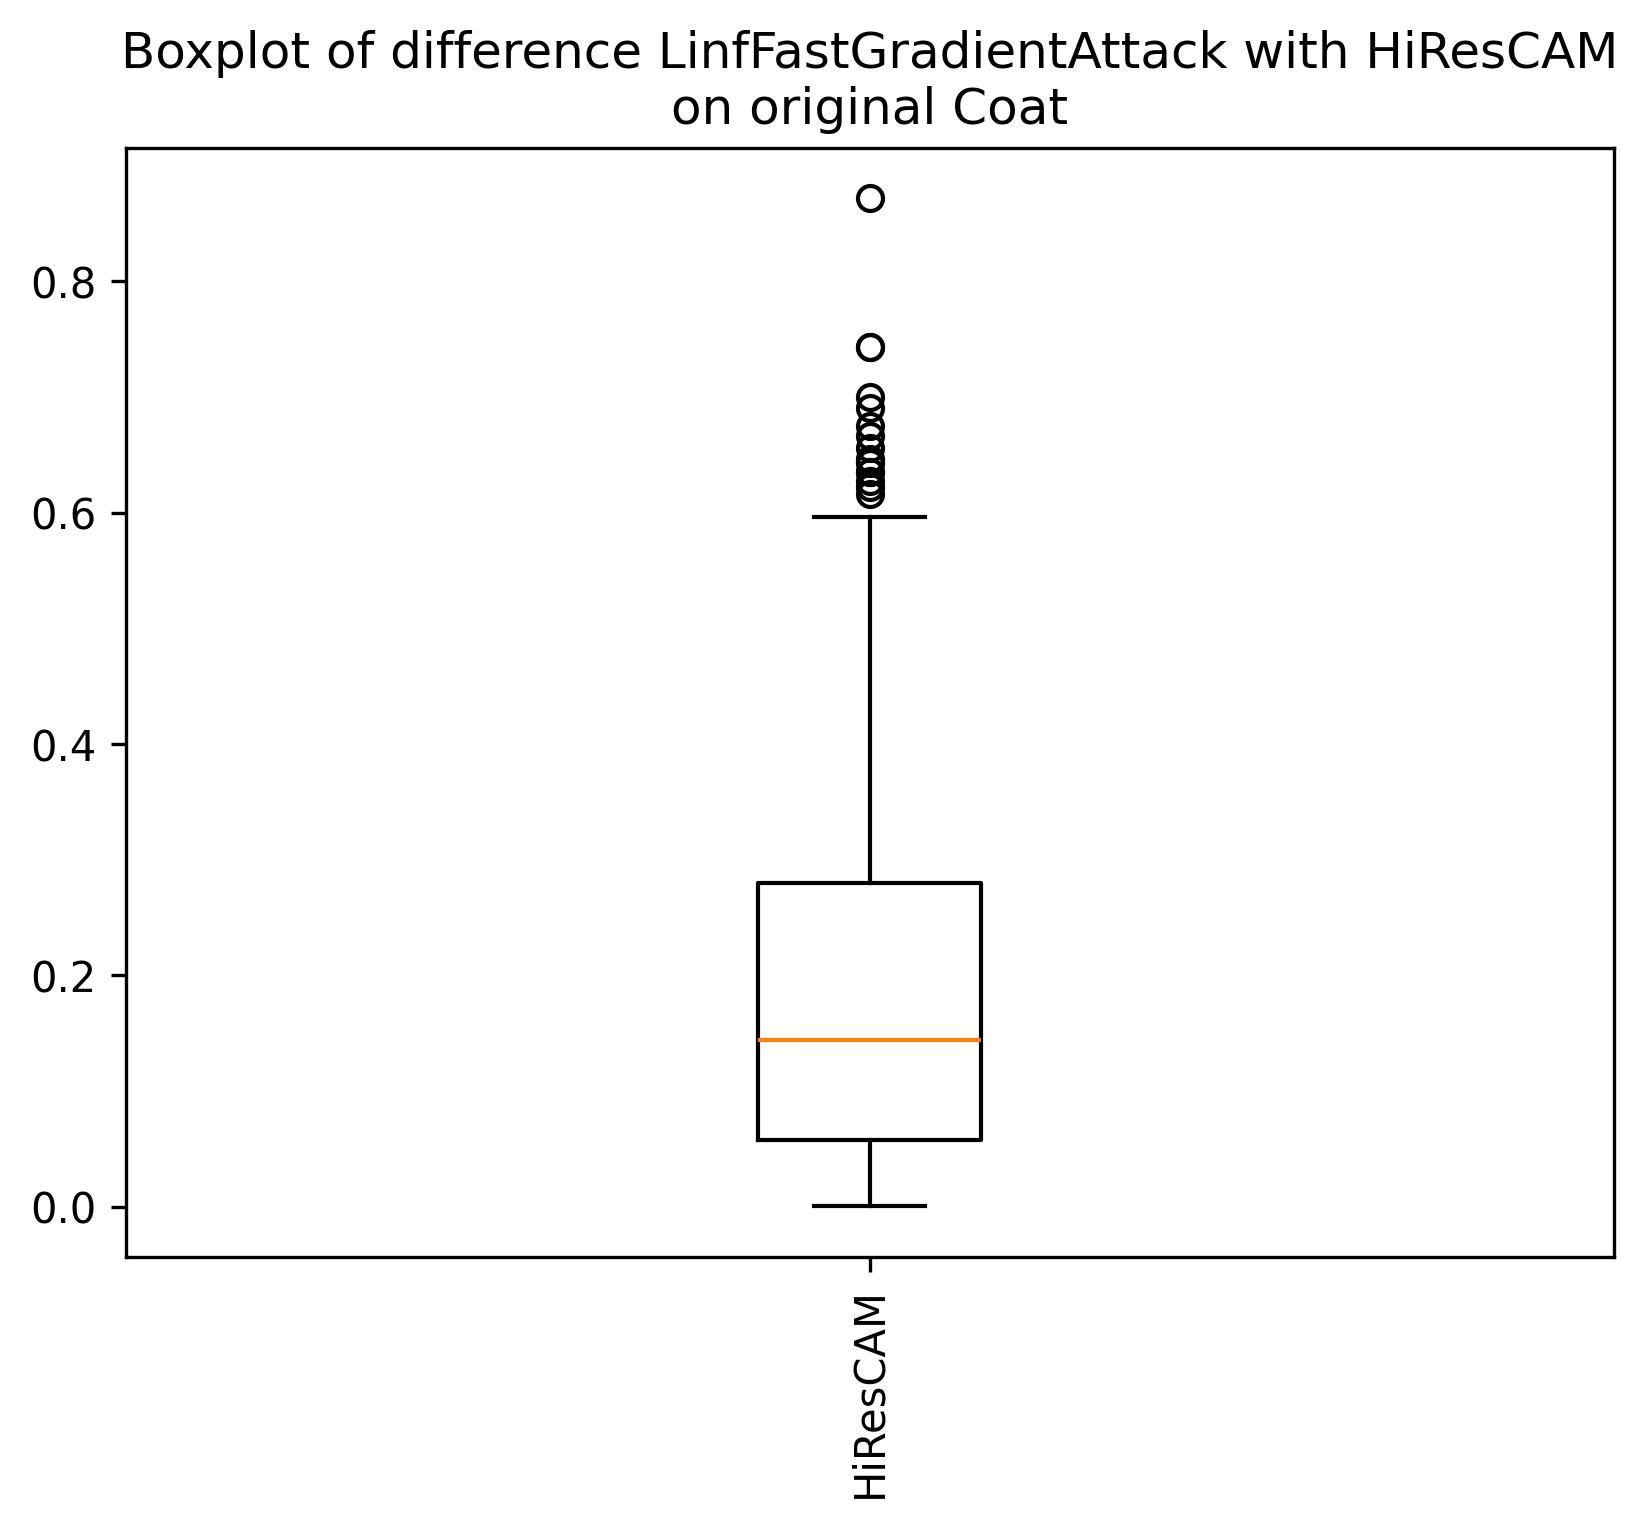 Boxplot of difference LinfFastGradientAttack with HiResCAM
on original Coat
0.8
0.6
0.4
0.2
0.0
HiResCAM